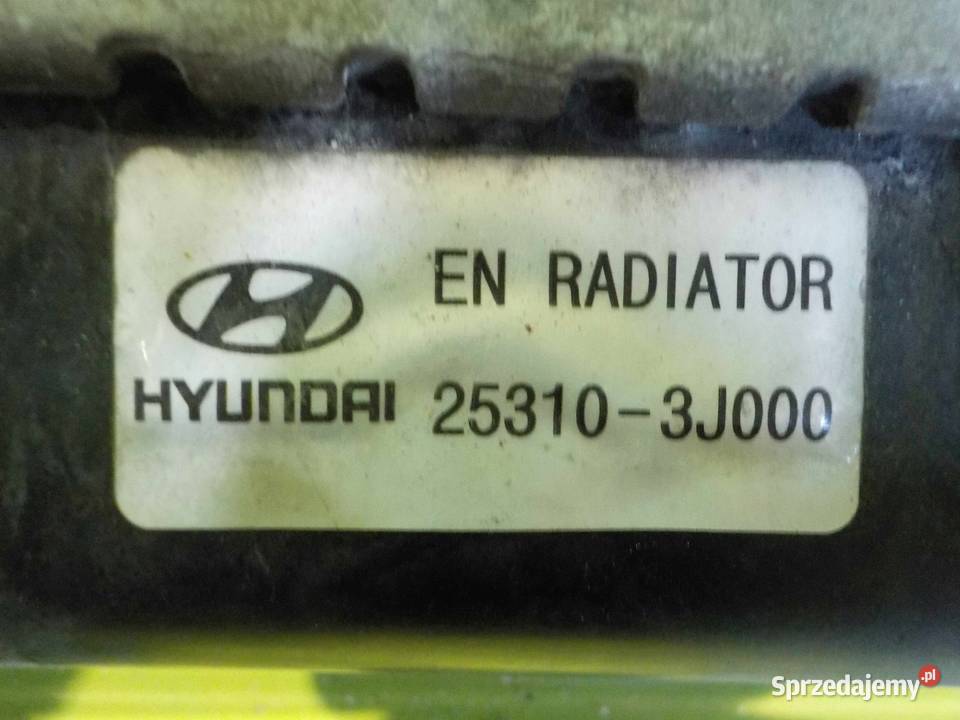 EN RADIATOR
HYUNDAI 25310-3J000
Sprzedajemy.pl